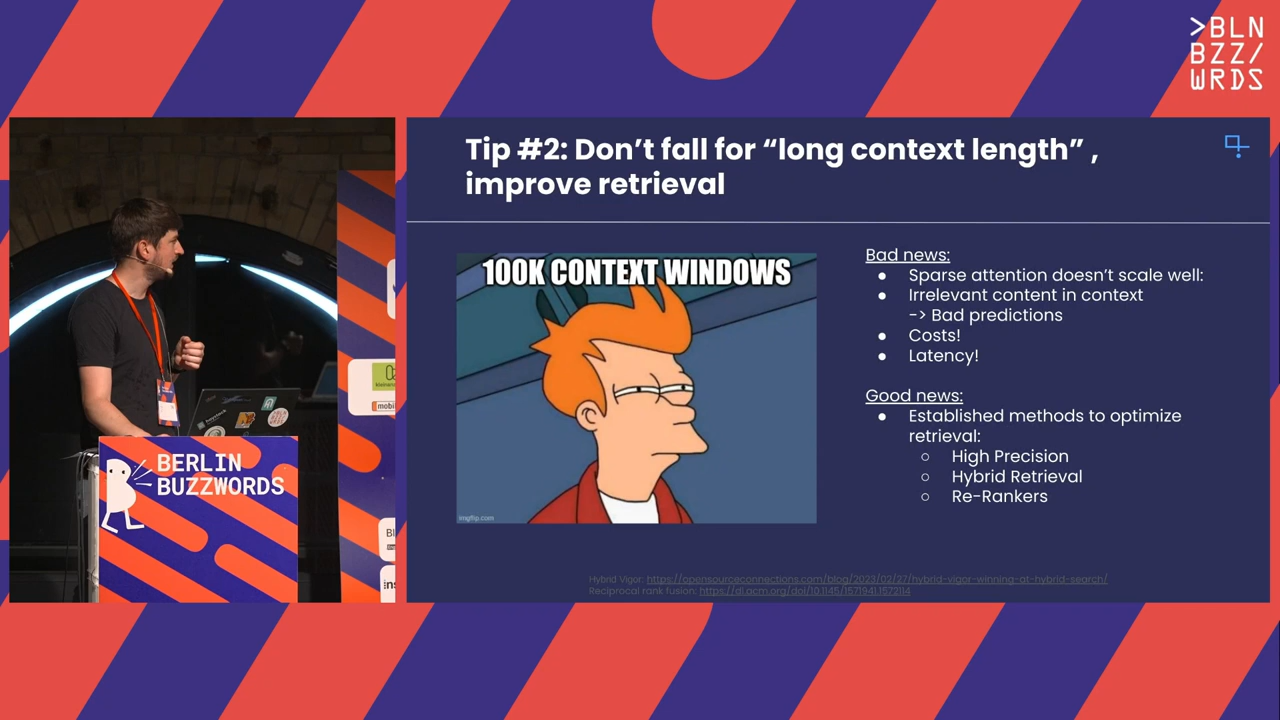 >BLN
BZZ/
WRDS
Tip #2: Don't fall for “long context length” ,
improve retrieval
100K CONTEXT WINDOWS
imgflip.com
Bad news:
● Sparse attention doesn't scale well:
● Irrelevant content in context
-> Bad predictions
● Costs!
● Latency!
Good news:
● Established methods to optimize
retrieval:
○ High Precision
○ Hybrid Retrieval
○ Re-Rankers
Hybrid Vigor: https://opensourceconnections.com/blog/2023/02/27/hybrid-vigor-winning-at-hybrid-search/
Reciprocal rank fusion: https://dl.acm.org/doi/10.1145/1571941.1572114
BERLIN
BUZZWORDS